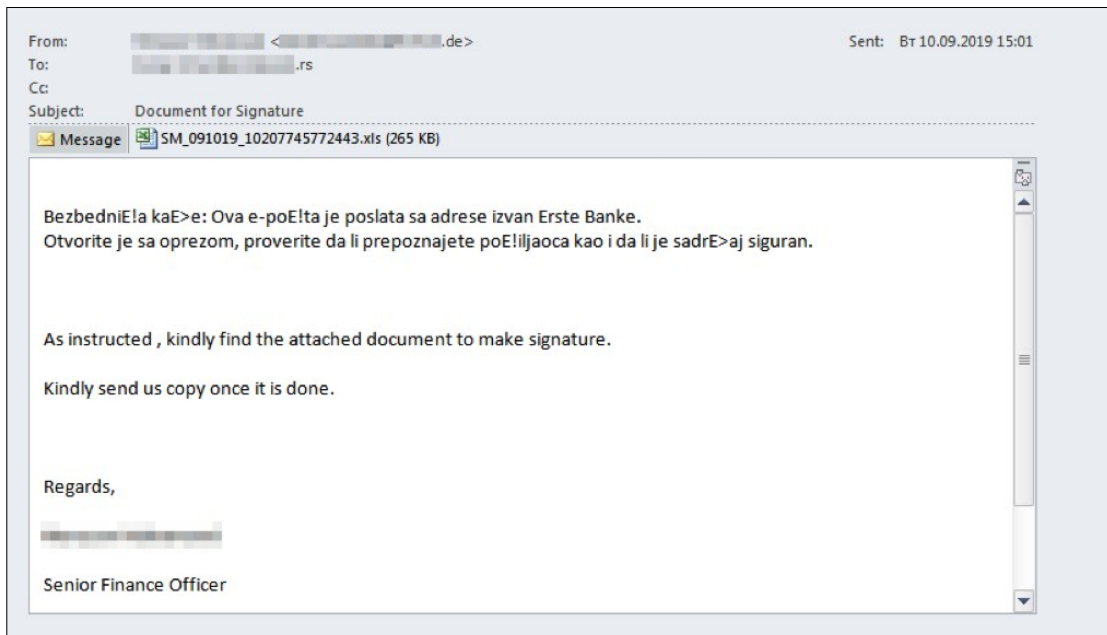 From: < .de> Sent: Вт 10.09.2019 15:01
To: .rs
Cc:
Subject: Document for Signature
Message SM_091019_10207745772443.xls (265 KB)
BezbedniE!a kaE>e: Ova e-poE!ta je poslata sa adrese izvan Erste Banke.
Otvorite je sa oprezom, proverite da li prepoznajete poE!iljaoca kao i da li je sadrE>aj siguran.
As instructed , kindly find the attached document to make signature.
Kindly send us copy once it is done.
Regards,
Senior Finance Officer